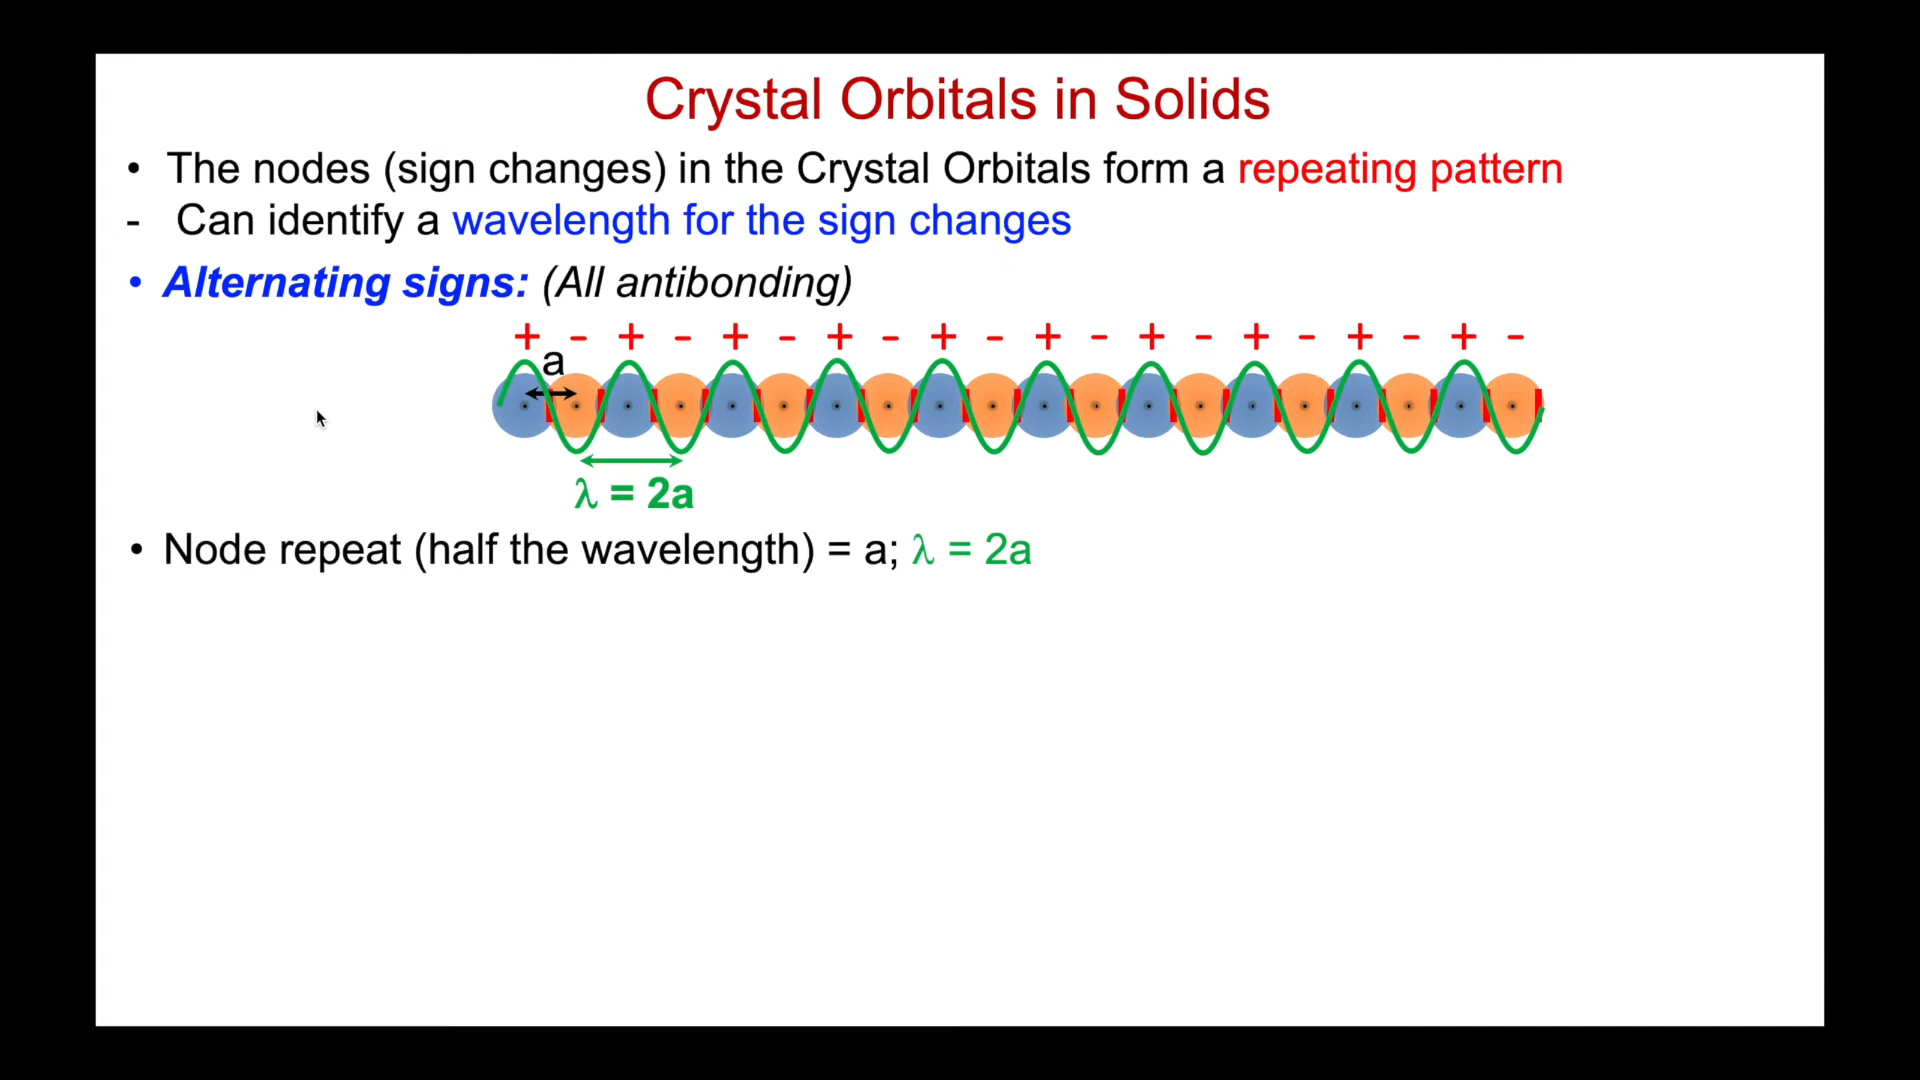 Crystal Orbitals in Solids
• The nodes (sign changes) in the Crystal Orbitals form a repeating pattern
- Can identify a wavelength for the sign changes
• Alternating signs: (All antibonding)
+ - + - + - + - + - + - + - + - + - + -
a
λ = 2a
• Node repeat (half the wavelength) = a; λ = 2a